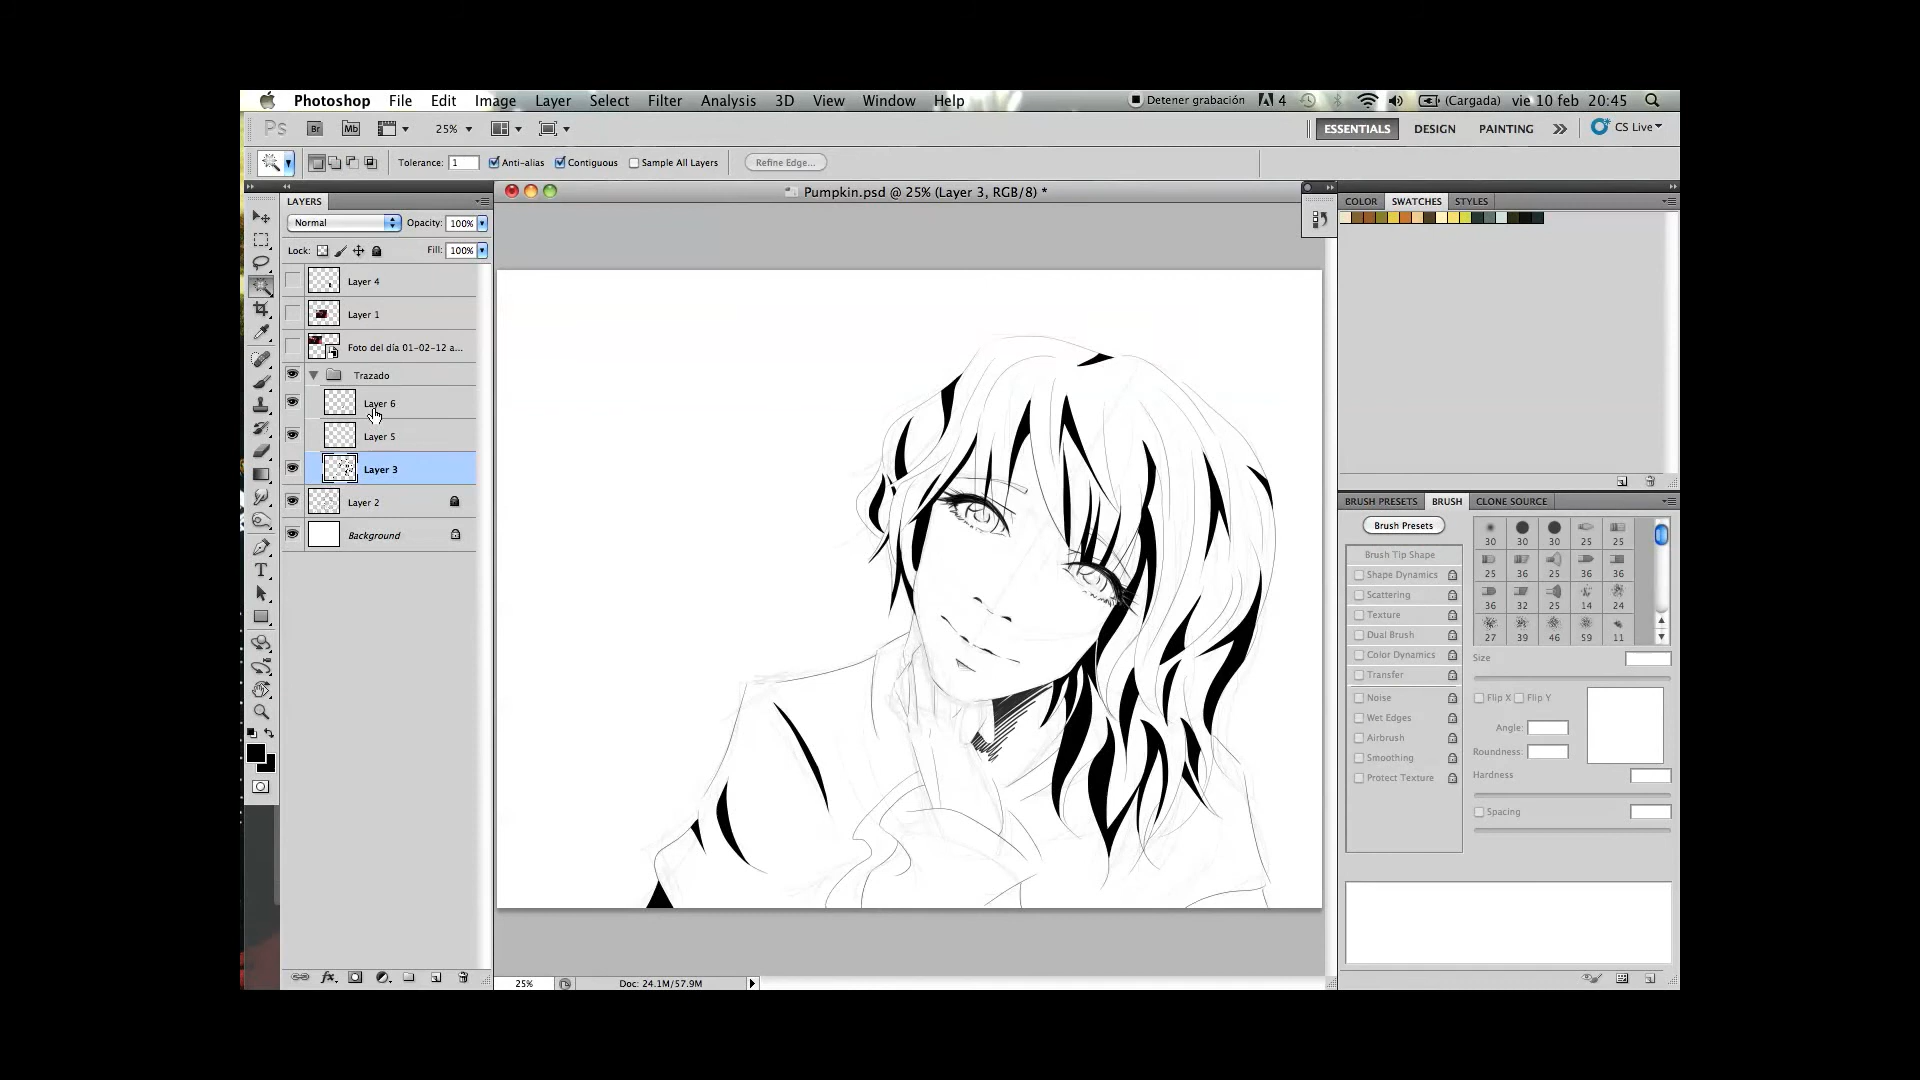 Photoshop File Edit Image Layer Select Filter Analysis 3D View Window Help Detener grabación 4 (Cargada) vie 10 feb 20:45
Ps Br Mb 25% ESSENTIALS DESIGN PAINTING CS Live
Tolerance: 1 Anti-alias Contiguous Sample All Layers Refine Edge...
LAYERS
Normal Opacity: 100%
Lock: Fill: 100%
Layer 4
Layer 1
Foto del día 01-02-12 a...
Trazado
Layer 6
Layer 5
Layer 3
Layer 2
Background
fx
T
Pumpkin.psd @ 25% (Layer 3, RGB/8) *
25% Doc: 24.1M/57.9M
COLOR SWATCHES STYLES
BRUSH PRESETS BRUSH CLONE SOURCE
Brush Presets
Brush Tip Shape
Shape Dynamics
Scattering
Texture
Dual Brush
Color Dynamics
Transfer
Noise
Wet Edges
Airbrush
Smoothing
Protect Texture
30 30 30 25 25
25 36 25 36 36
36 32 25 14 24
27 39 46 59 11
Size
Flip X Flip Y
Angle:
Roundness:
Hardness
Spacing